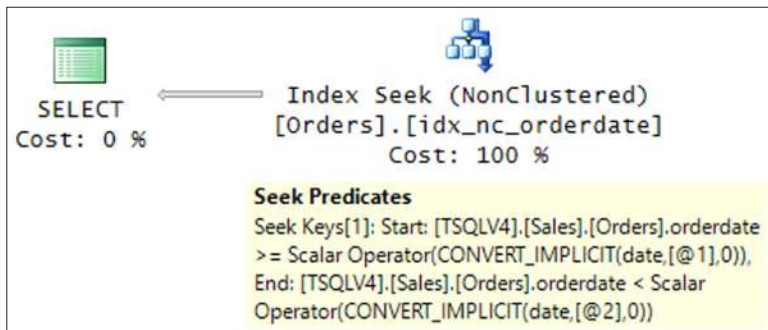 SELECT
Cost: 0 %
Index Seek (NonClustered)
[Orders].[idx_nc_orderdate]
Cost: 100 %
Seek Predicates
Seek Keys[1]: Start: [TSQLV4].[Sales].[Orders].orderdate
>= Scalar Operator(CONVERT_IMPLICIT(date,[@1],0)),
End: [TSQLV4].[Sales].[Orders].orderdate < Scalar
Operator(CONVERT_IMPLICIT(date,[@2],0))